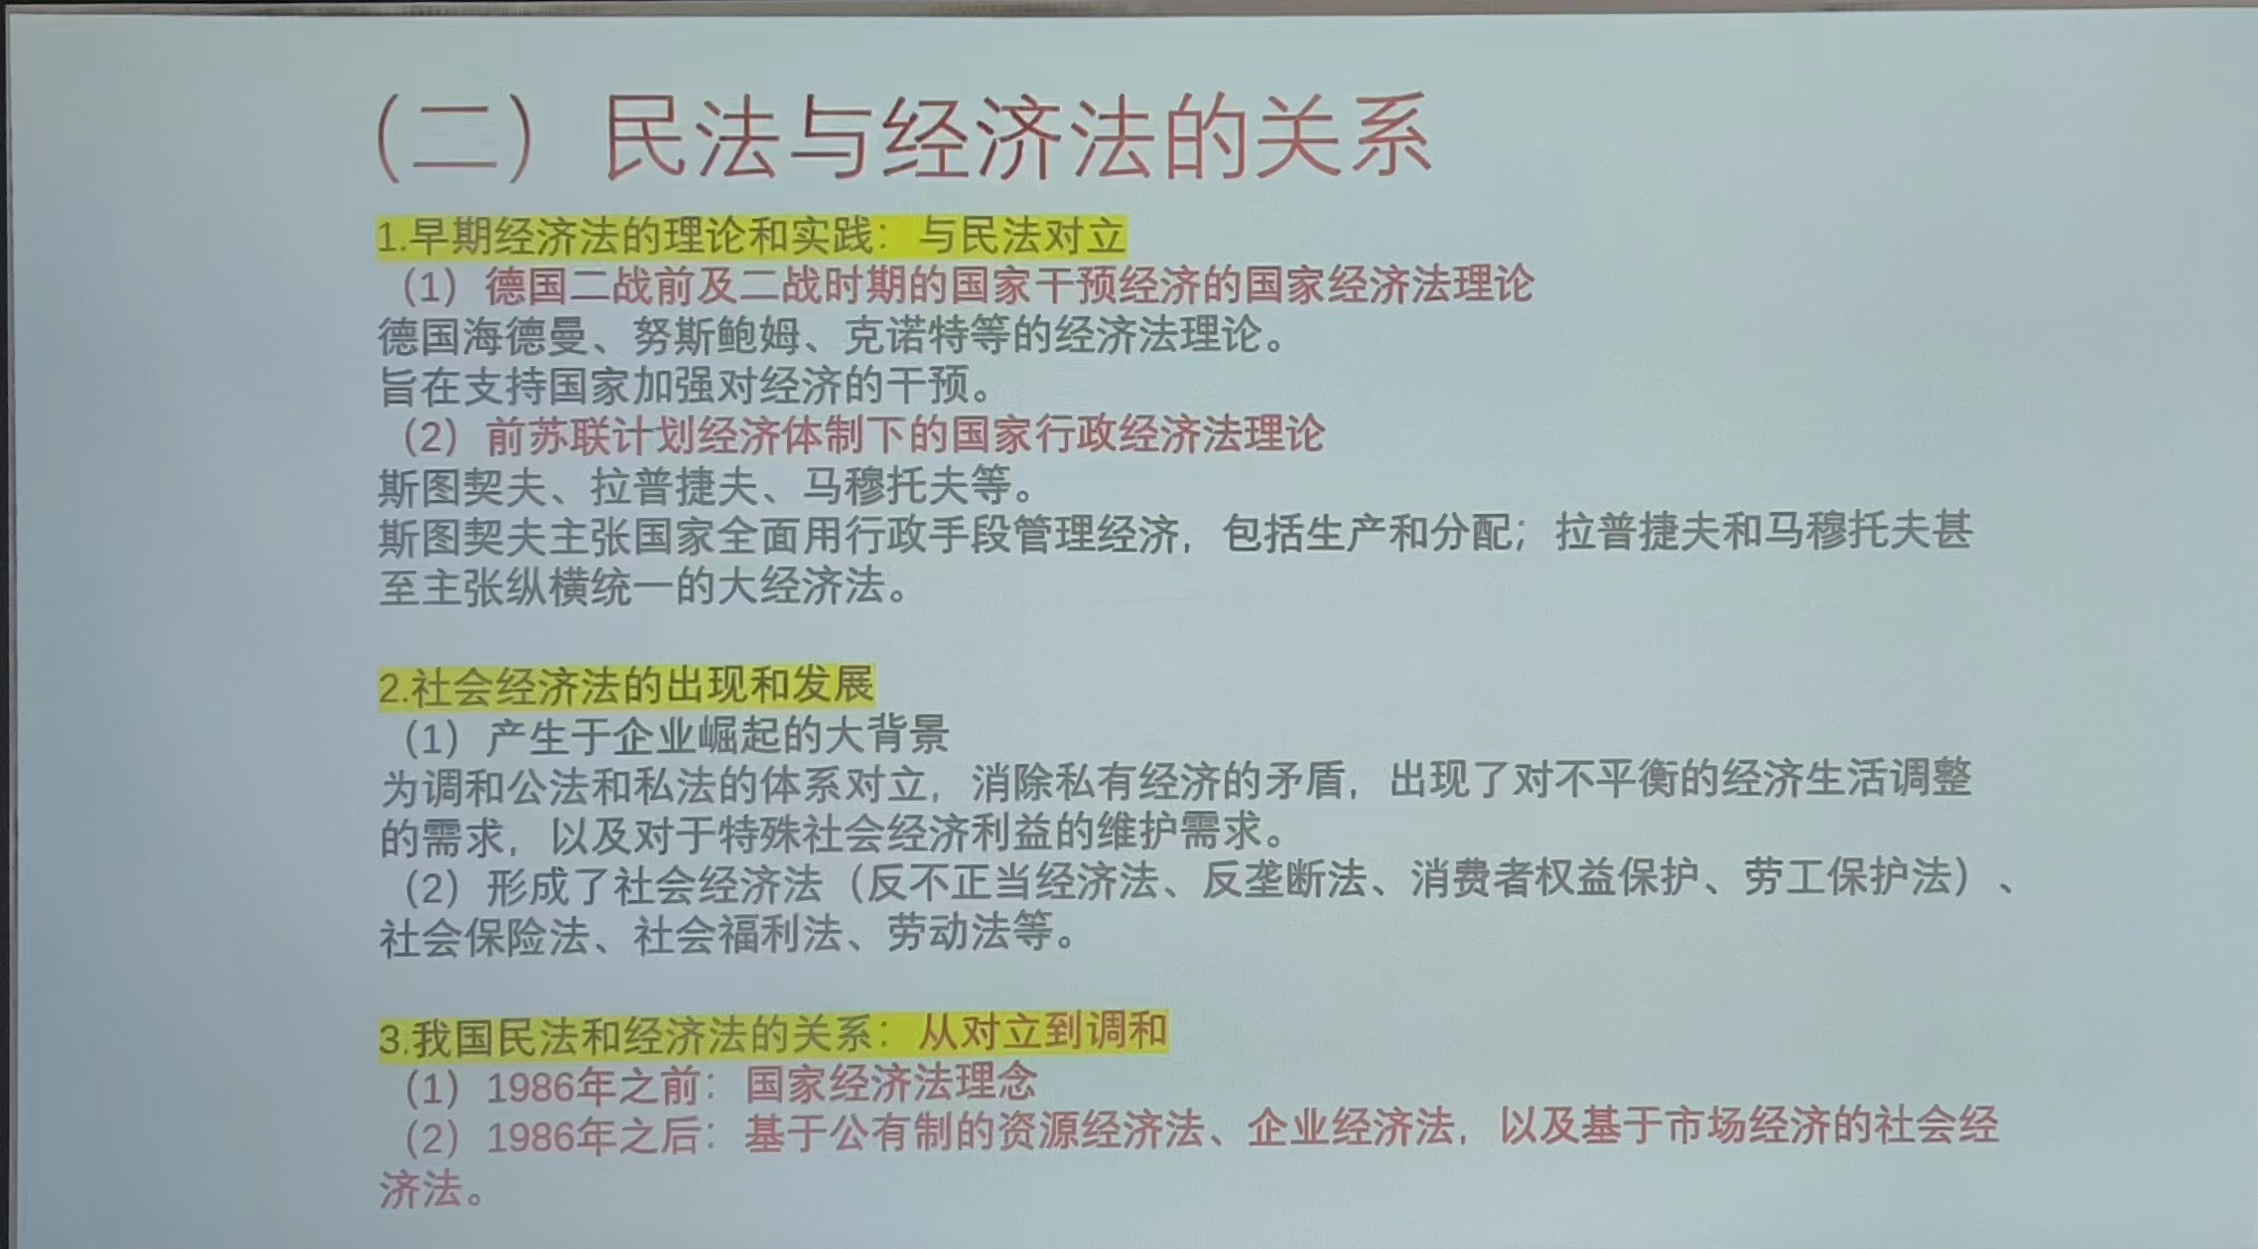 （二）民法与经济法的关系
1.早期经济法的理论和实践：与民法对立
（1）德国二战前及二战时期的国家干预经济的国家经济法理论
德国海德曼、努斯鲍姆、克诺特等的经济法理论。
旨在支持国家加强对经济的干预。
（2）前苏联计划经济体制下的国家行政经济法理论
斯图契夫、拉普捷夫、马穆托夫等。
斯图契夫主张国家全面用行政手段管理经济，包括生产和分配；拉普捷夫和马穆托夫甚
至主张纵横统一的大经济法。
2.社会经济法的出现和发展
（1）产生于企业崛起的大背景
为调和公法和私法的体系对立，消除私有经济的矛盾，出现了对不平衡的经济生活调整
的需求，以及对于特殊社会经济利益的维护需求。
（2）形成了社会经济法（反不正当经济法、反垄断法、消费者权益保护、劳工保护法）、
社会保险法、社会福利法、劳动法等。
3.我国民法和经济法的关系：从对立到调和
（1）1986年之前：国家经济法理念
（2）1986年之后：基于公有制的资源经济法、企业经济法，以及基于市场经济的社会经
济法。